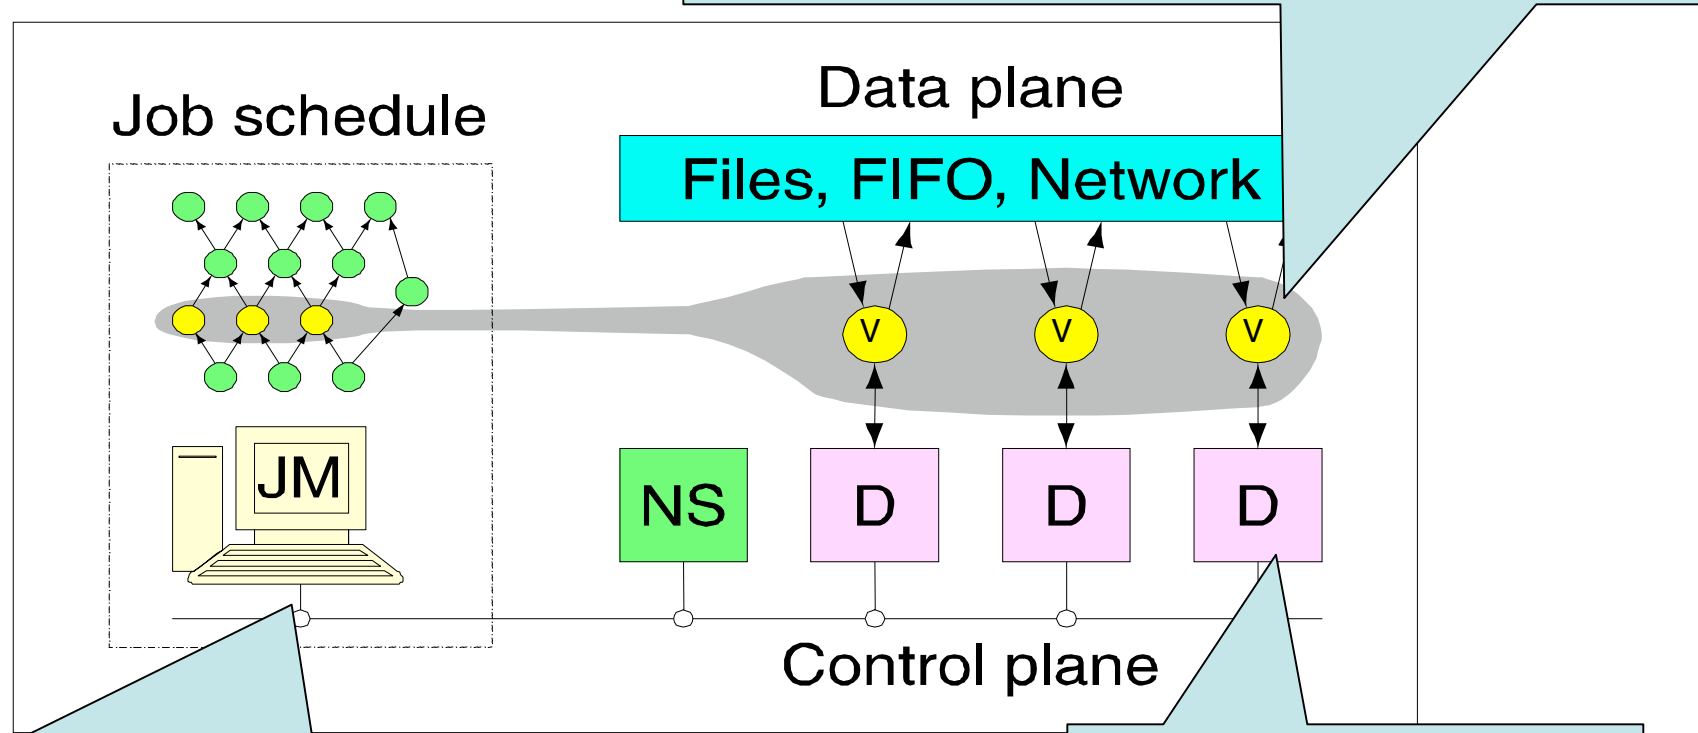 Data plane
Job schedule
Files, FIFO, Network
V V V
JM
NS D D D
Control plane